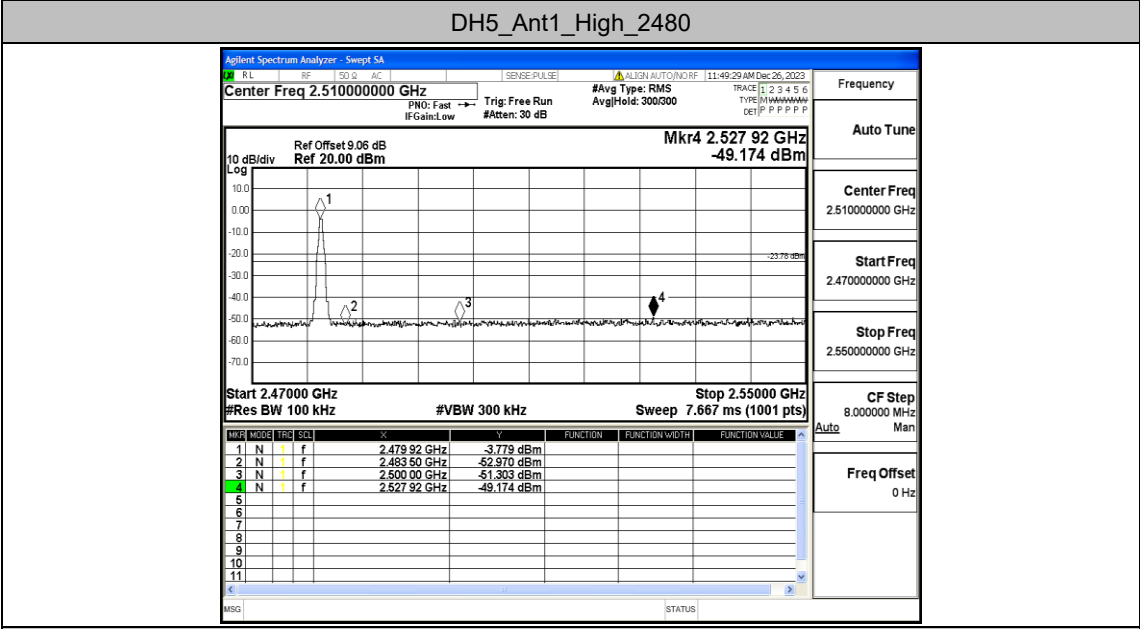 DH5_Ant1_High_2480
Agilent Spectrum Analyzer - Swept SA
RL RF 50 Ω AC SENSE:PULSE ALIGN AUTO/NO RF 11:49:29 AM Dec 26, 2023
Center Freq 2.510000000 GHz
#Avg Type: RMS
TRACE 1 2 3 4 5 6
PNO: Fast Trig: Free Run Avg|Hold: 300/300
TYPE M WWWWW
IFGain:Low #Atten: 30 dB
DET P P P P P P
Frequency
Auto Tune
Mkr4 2.527 92 GHz
-49.174 dBm
Ref Offset 9.06 dB
10 dB/div Ref 20.00 dBm
Log
10.0
0.00
-10.0
-20.0
-30.0
-40.0
-50.0
-60.0
-70.0
1
2
3
4
-23.78 dBm
Center Freq
2.510000000 GHz
Start Freq
2.470000000 GHz
Stop Freq
2.550000000 GHz
Start 2.47000 GHz Stop 2.55000 GHz
#Res BW 100 kHz #VBW 300 kHz Sweep 7.667 ms (1001 pts)
CF Step
8.000000 MHz
Auto Man
MKR MODE TRC SCL X Y FUNCTION FUNCTION WIDTH FUNCTION VALUE
1 N 1 f 2.479 92 GHz -3.779 dBm
2 N 1 f 2.483 50 GHz -52.970 dBm
3 N 1 f 2.500 00 GHz -51.303 dBm
4 N 1 f 2.527 92 GHz -49.174 dBm
5
6
7
8
9
10
11
Freq Offset
0 Hz
MSG STATUS